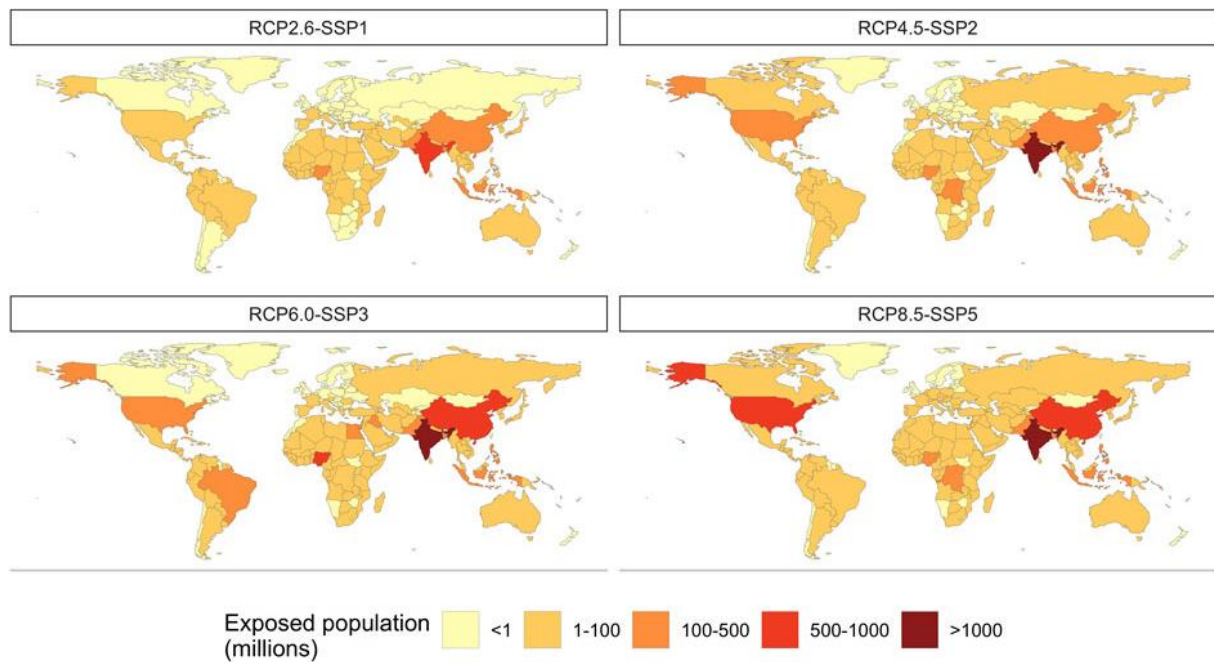 RCP2.6-SSP1
RCP4.5-SSP2
RCP6.0-SSP3
RCP8.5-SSP5
Exposed population
(millions)
<1
1-100
100-500
500-1000
>1000